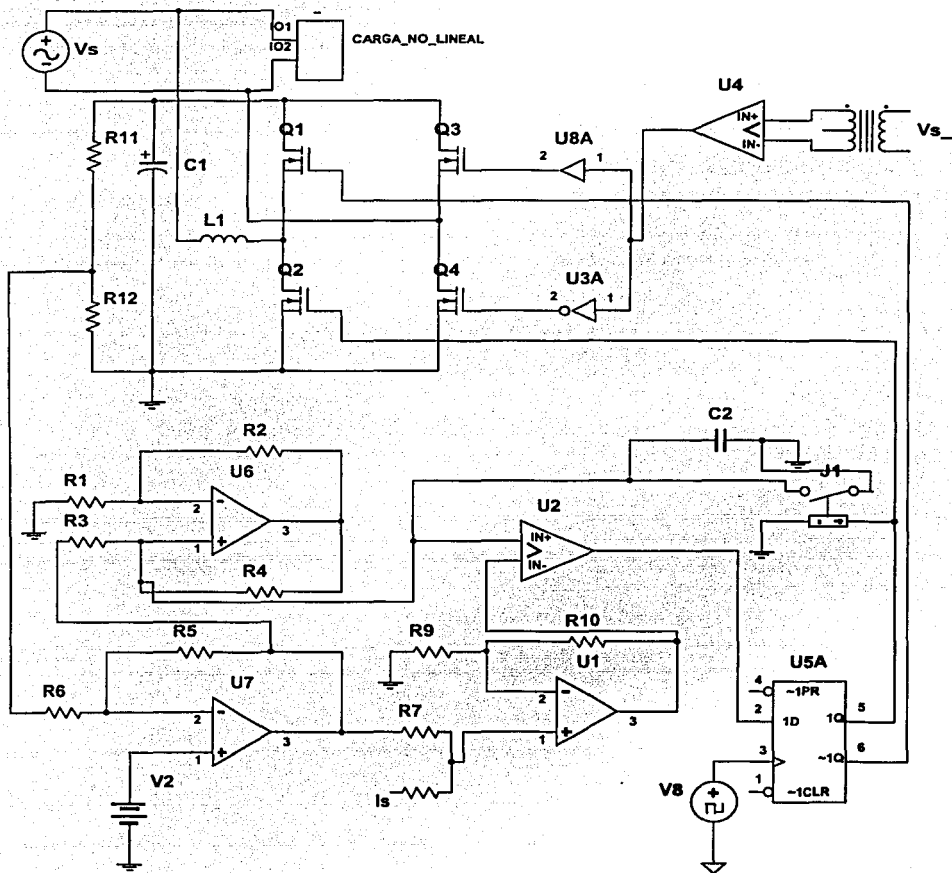 Vs
IO1
IO2
CARGA_NO_LINEAL
U4
IN+
IN-
Vs_
R11
C1
Q1
Q3
U8A
2
1
L1
R12
Q2
Q4
U3A
2
1
C2
J1
R2
U6
R1
2
3
R3
1
R4
U2
IN+
IN-
R5
R9
R10
U1
2
3
1
R6
U7
2
3
1
R7
V2
Is
V8
U5A
4
~1PR
2
1D
1Q
5
3
~1Q
6
1
~1CLR